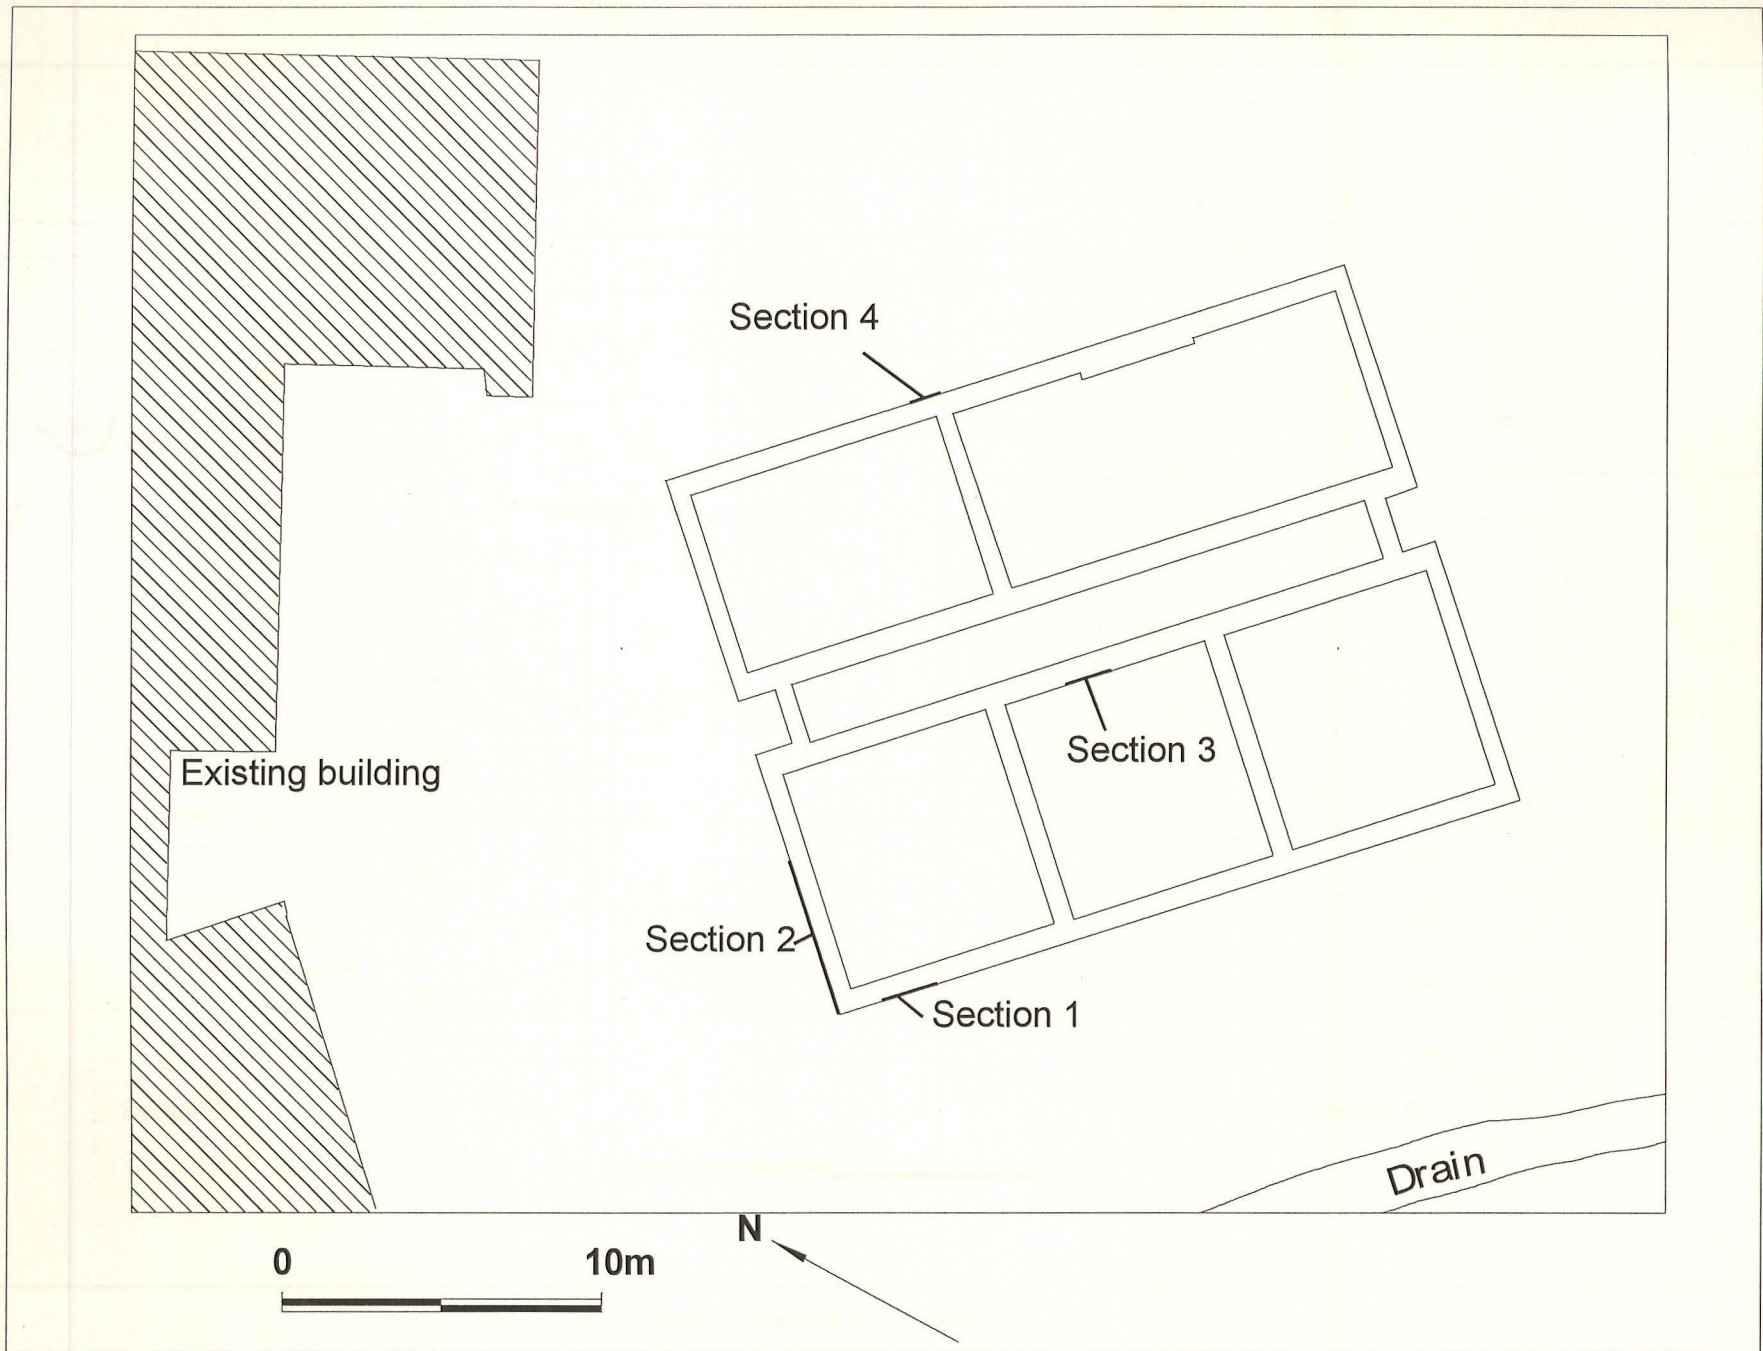 Section 4
Section 3
Existing building
Section 2
Section 1
Drain
N
0 10m